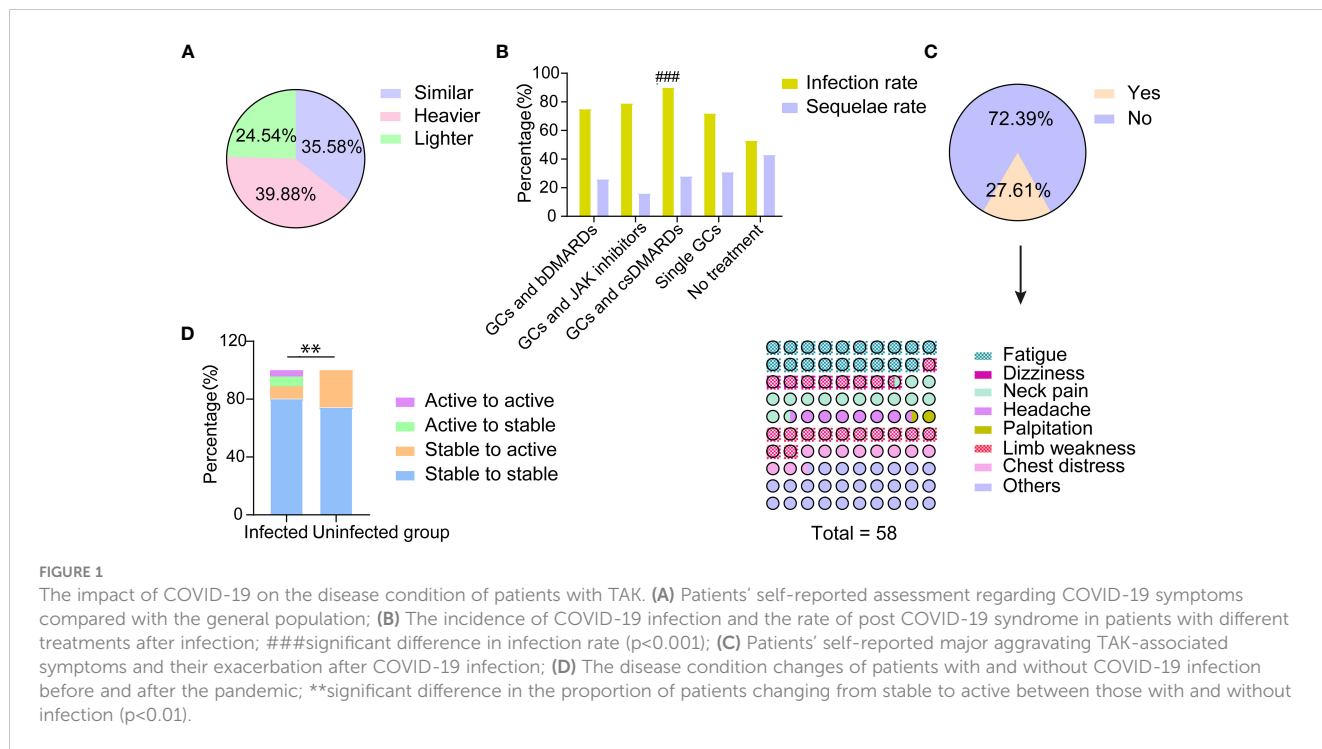 A
Similar
Heavier
Lighter
24.54%
35.58%
39.88%
B
###
Infection rate
Sequelae rate
Percentage(%)
100
80
60
40
20
0
GCs and bDMARDs
GCs and JAK inhibitors
GCs and csDMARDs
Single GCs
No treatment
C
Yes
No
72.39%
27.61%
Fatigue
Dizziness
Neck pain
Headache
Palpitation
Limb weakness
Chest distress
Others
Total = 58
D
**
Percentage(%)
120
80
40
0
Infected Uninfected group
Active to active
Active to stable
Stable to active
Stable to stable
FIGURE 1
The impact of COVID-19 on the disease condition of patients with TAK. (A) Patients' self-reported assessment regarding COVID-19 symptoms
compared with the general population; (B) The incidence of COVID-19 infection and the rate of post COVID-19 syndrome in patients with different
treatments after infection; ###significant difference in infection rate (p<0.001); (C) Patients' self-reported major aggravating TAK-associated
symptoms and their exacerbation after COVID-19 infection; (D) The disease condition changes of patients with and without COVID-19 infection
before and after the pandemic; **significant difference in the proportion of patients changing from stable to active between those with and without
infection (p<0.01).